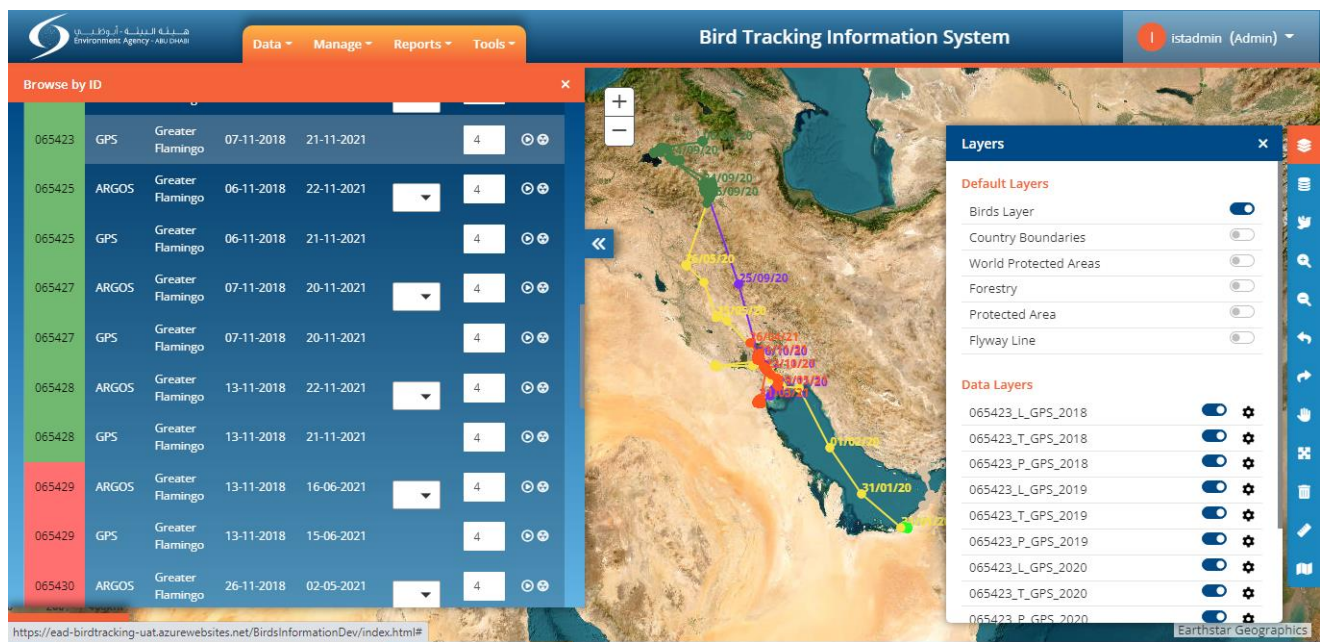 هـيـئـة الـبـيـئـة - أبـوظـبـي
Environment Agency - ABU DHABI
Data
Manage
Reports
Tools
Bird Tracking Information System
I
istadmin (Admin)
Browse by ID
×
065423 GPS Greater Flamingo 07-11-2018 21-11-2021 4
065425 ARGOS Greater Flamingo 06-11-2018 22-11-2021 4
065425 GPS Greater Flamingo 06-11-2018 21-11-2021 4
065427 ARGOS Greater Flamingo 07-11-2018 20-11-2021 4
065427 GPS Greater Flamingo 07-11-2018 20-11-2021 4
065428 ARGOS Greater Flamingo 13-11-2018 22-11-2021 4
065428 GPS Greater Flamingo 13-11-2018 21-11-2021 4
065429 ARGOS Greater Flamingo 13-11-2018 16-06-2021 4
065429 GPS Greater Flamingo 13-11-2018 15-06-2021 4
065430 ARGOS Greater Flamingo 26-11-2018 02-05-2021 4
https://ead-birdtracking-uat.azurewebsites.net/BirdsInformationDev/index.html#
+
−
«
25/09/20
01/02/20
31/01/20
Layers ×
Default Layers
Birds Layer
Country Boundaries
World Protected Areas
Forestry
Protected Area
Flyway Line
Data Layers
065423_L_GPS_2018
065423_T_GPS_2018
065423_P_GPS_2018
065423_L_GPS_2019
065423_T_GPS_2019
065423_P_GPS_2019
065423_L_GPS_2020
065423_T_GPS_2020
065423_P_GPS_2020
Earthstar Geographics